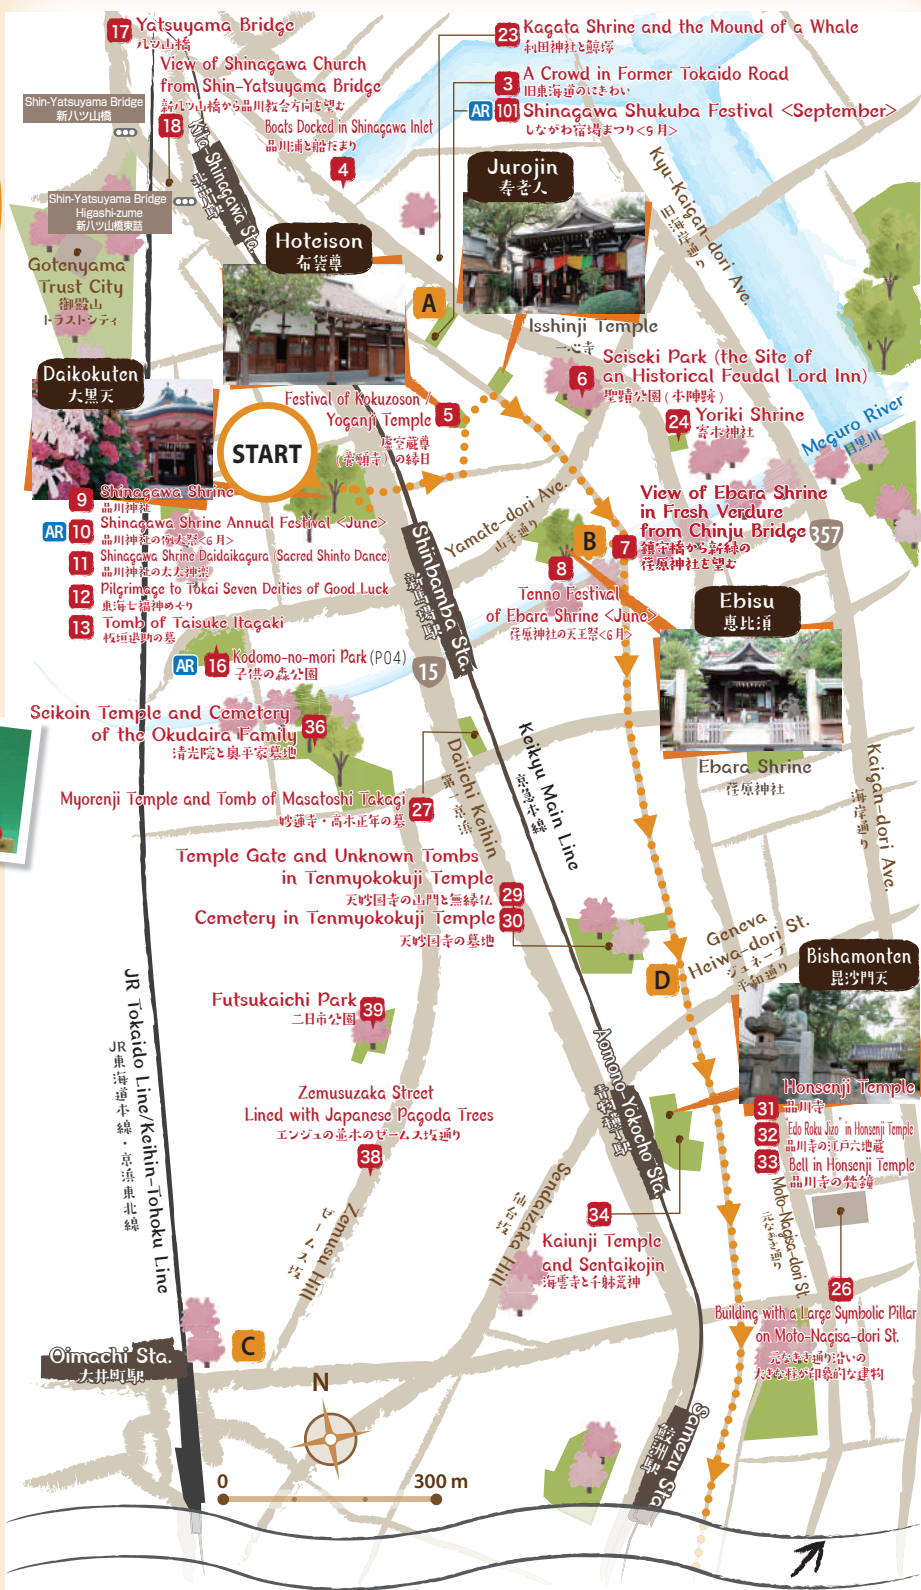 17 Yatsuyama Bridge
八ツ山橋
View of Shinagawa Church
from Shin-Yatsuyama Bridge
新八ツ山橋から品川教会方向を望む
18
Shin-Yatsuyama Bridge
新八ツ山橋
Shin-Yatsuyama Bridge
Higashi-zume
新八ツ山橋東詰
Kita-Shinagawa Sta.
北品川駅
Boats Docked in Shinagawa Inlet
品川浦と船だまり
4
23 Kagata Shrine and the Mound of a Whale
利田神社と鯨塚
3 A Crowd in Former Tokaido Road
旧東海道のにぎわい
AR 101 Shinagawa Shukuba Festival <September>
しながわ宿場まつり<9月>
Kyu-Kaigan-dori Ave.
旧海岸通り
Jurojin
寿老人
Hoteison
布袋尊
Gotenyama
Trust City
御殿山
トラストシティ
A
Isshinji Temple
一心寺
Daikokuten
大黒天
START
Festival of Kokuzoson /
Yoganji Temple
虚空蔵尊
(養願寺)の縁日
5
6
Seiseki Park (the Site of
an Historical Feudal Lord Inn)
聖蹟公園(本陣跡)
24 Yoriki Shrine
寄木神社
Meguro River
目黒川
9 Shinagawa Shrine
品川神社
AR 10 Shinagawa Shrine Annual Festival <June>
品川神社の例大祭<6月>
11 Shinagawa Shrine Daidaikagura (Sacred Shinto Dance)
品川神社の太太神楽
12 Pilgrimage to Tokai Seven Deities of Good Luck
東海七福神めぐり
13 Tomb of Taisuke Itagaki
板垣退助の墓
Yamate-dori Ave.
山手通り
Shinbamba Sta.
新馬場駅
B
7
View of Ebara Shrine
in Fresh Verdure
from Chinju Bridge
鎮守橋から新緑の
荏原神社を望む
357
8
Tenno Festival
of Ebara Shrine <June>
荏原神社の天王祭<6月>
Ebisu
恵比須
Ebara Shrine
荏原神社
AR 16 Kodomo-no-mori Park (P04)
子供の森公園
15
Seikoin Temple and Cemetery
of the Okudaira Family
清光院と奥平家墓地
36
Daiichi Keihin
第一京浜
Keikyu Main Line
京急本線
Kaigan-dori Ave.
海岸通り
Myorenji Temple and Tomb of Masatoshi Takagi
妙蓮寺・高木正年の墓
27
Temple Gate and Unknown Tombs
in Tenmyokokuji Temple
天妙国寺の山門と無縁仏
29
Cemetery in Tenmyokokuji Temple
天妙国寺の墓地
30
Geneva
Heiwa-dori St.
ジュネーブ
平和通り
D
Bishamonten
毘沙門天
Futsukaichi Park
二日市公園
39
JR Tokaido Line/Keihin-Tohoku Line
JR東海道本線・京浜東北線
Aomono-Yokocho Sta.
青物横丁駅
Honsenji Temple
31 品川寺
32 "Edo Roku Jizo" in Honsenji Temple
品川寺の江戸六地蔵
33 Bell in Honsenji Temple
品川寺の梵鐘
Zemusuzaka Street
Lined with Japanese Pagoda Trees
エンジュの並木のゼームス坂通り
38
Zemusu Hill
ゼームス坂
Sendaizaka Hill
仙台坂
34
Kaiunji Temple
and Sentaikojin
海雲寺と千躰荒神
Moto-Nagisa-dori St.
元なぎさ通り
26
Building with a Large Symbolic Pillar
on Moto-Nagisa-dori St.
元なぎさ通り沿いの
大きな柱が印象的な建物
Oimachi Sta.
大井町駅
C
N
Samezu Sta.
鮫洲駅
0 300 m